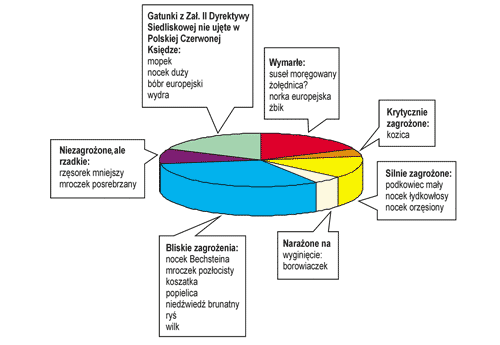 Gatunki z Zał. II Dyrektywy
Siedliskowej nie ujęte w
Polskiej Czerwonej
Księdze:
mopek
nocek duży
bóbr europejski
wydra
Wymarłe:
suseł moręgowany
żołędnica?
norka europejska
żbik
Krytycznie
zagrożone:
kozica
Silnie zagrożone:
podkowiec mały
nocek łydkowłosy
nocek orzęsiony
Narażone na
wyginięcie:
borowiaczek
Bliskie zagrożenia:
nocek Bechsteina
mroczek pozłocisty
koszatka
popielica
niedźwiedź brunatny
ryś
wilk
Niezagrożone,ale
rzadkie:
rzęsorek mniejszy
mroczek posrebrzany